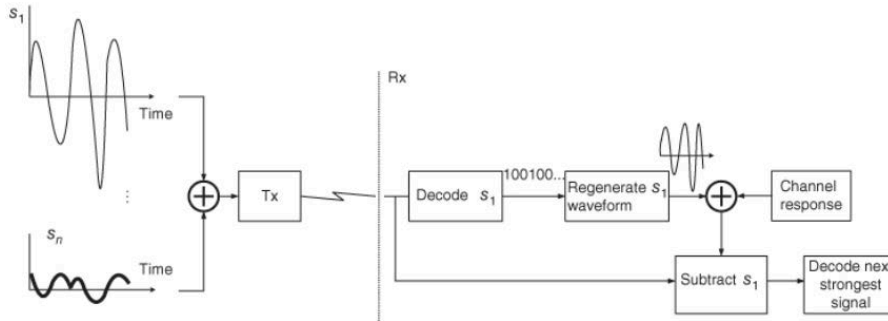 s1
Time
...
sn
Time
Tx
Rx
Decode s1
100100...
Regenerate s1
waveform
Channel
response
Subtract s1
Decode nex
strongest
signal